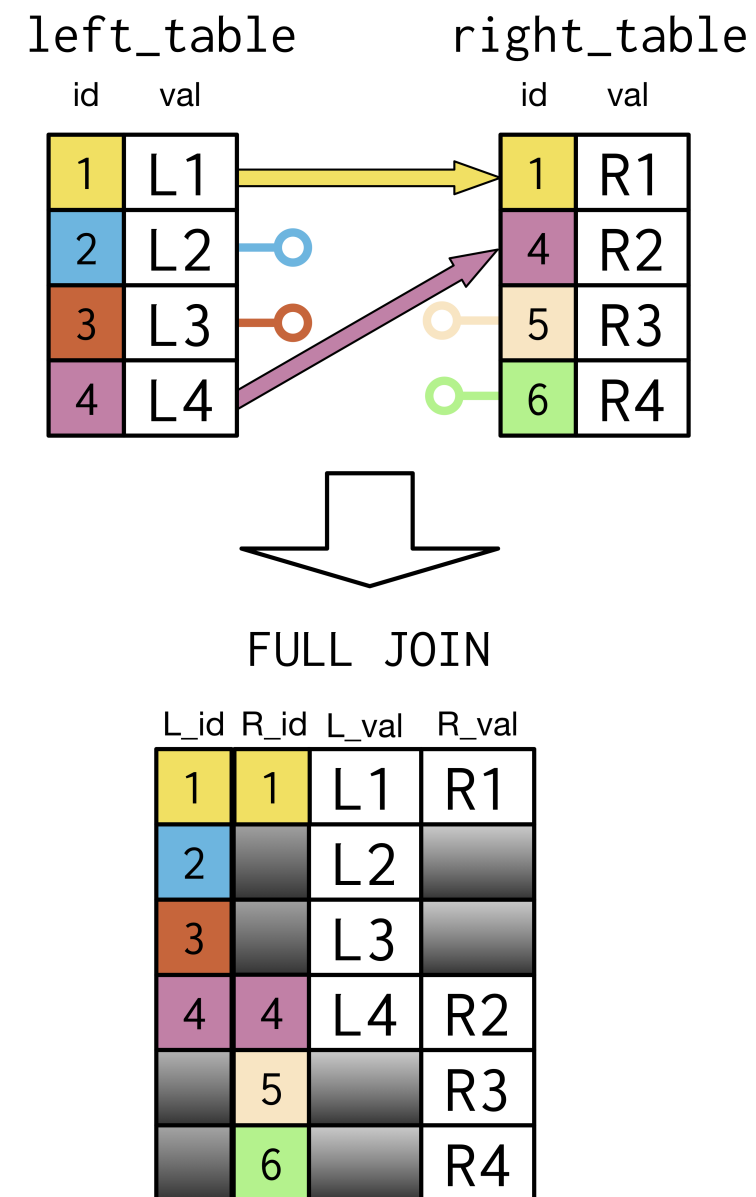 left_table right_table
id val id val
1 L1 1 R1
2 L2 4 R2
3 L3 5 R3
4 L4 6 R4
FULL JOIN
L_id R_id L_val R_val
1 1 L1 R1
2 L2
3 L3
4 4 L4 R2
5 R3
6 R4